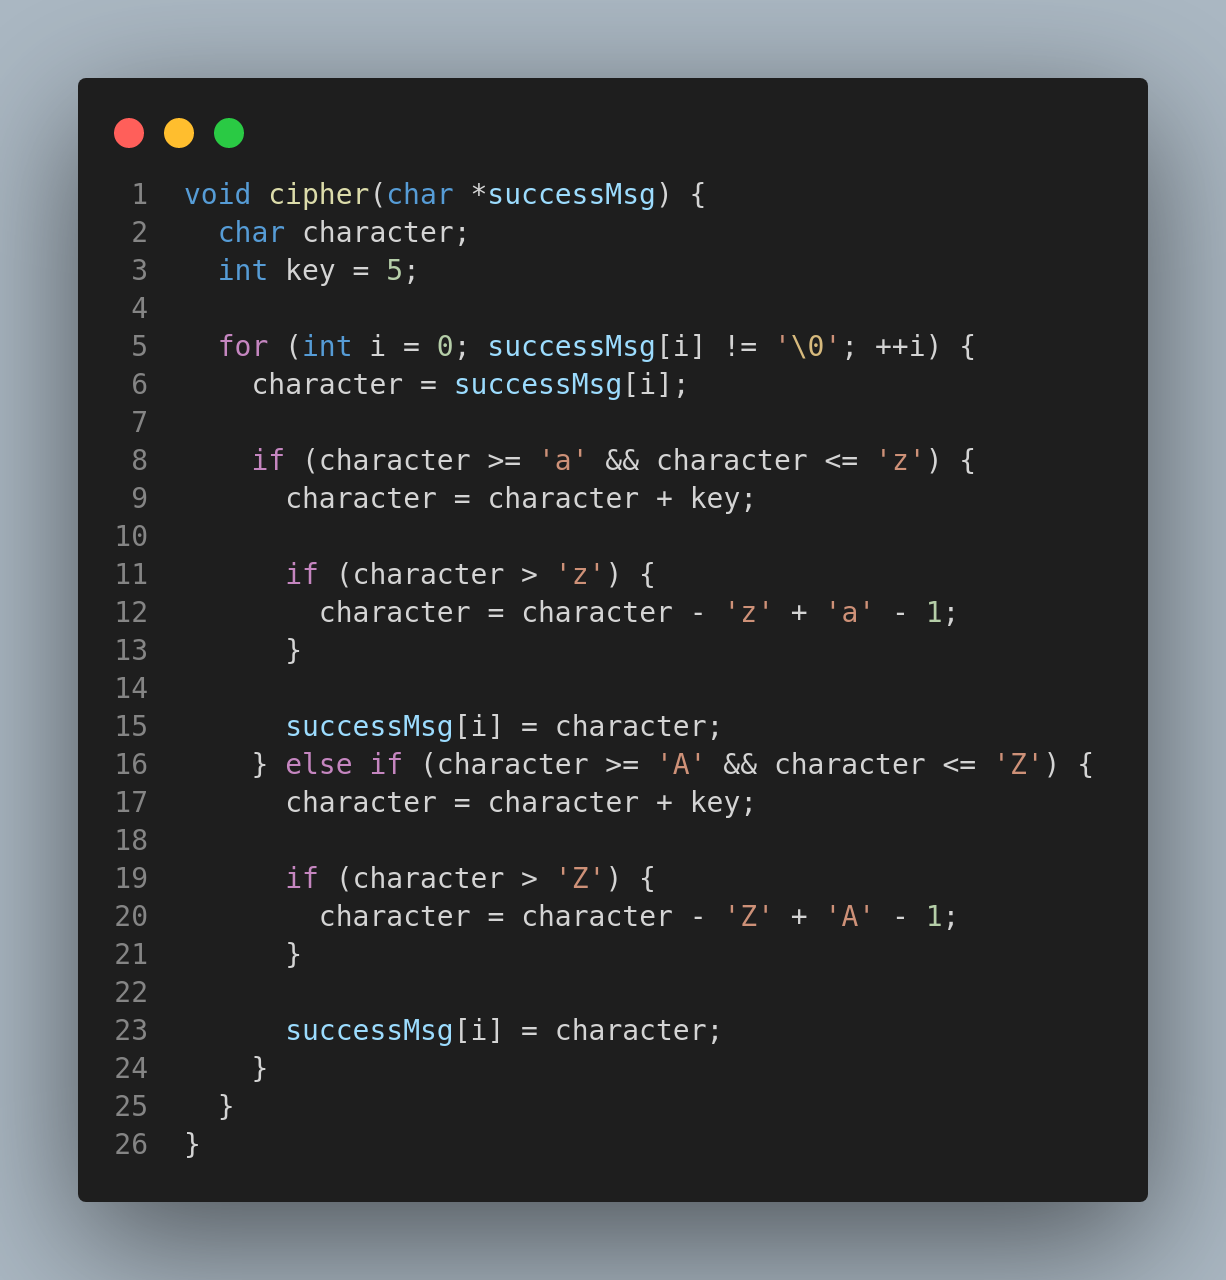 1 void cipher(char *successMsg) {
2   char character;
3   int key = 5;
4
5   for (int i = 0; successMsg[i] != '\0'; ++i) {
6     character = successMsg[i];
7
8     if (character >= 'a' && character <= 'z') {
9       character = character + key;
10
11       if (character > 'z') {
12         character = character - 'z' + 'a' - 1;
13       }
14
15       successMsg[i] = character;
16     } else if (character >= 'A' && character <= 'Z') {
17       character = character + key;
18
19       if (character > 'Z') {
20         character = character - 'Z' + 'A' - 1;
21       }
22
23       successMsg[i] = character;
24     }
25   }
26 }